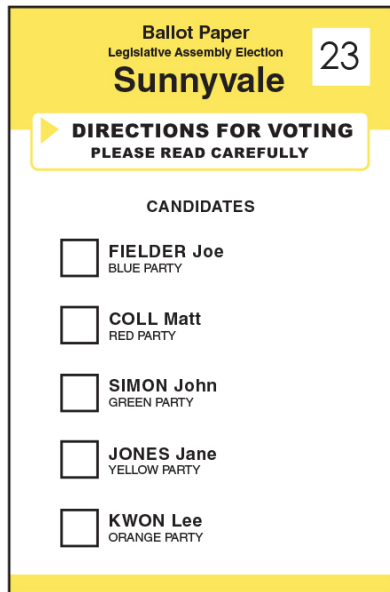 Ballot Paper
Legislative Assembly Election
Sunnyvale
23
DIRECTIONS FOR VOTING
PLEASE READ CAREFULLY
CANDIDATES
FIELDER Joe
BLUE PARTY
COLL Matt
RED PARTY
SIMON John
GREEN PARTY
JONES Jane
YELLOW PARTY
KWON Lee
ORANGE PARTY